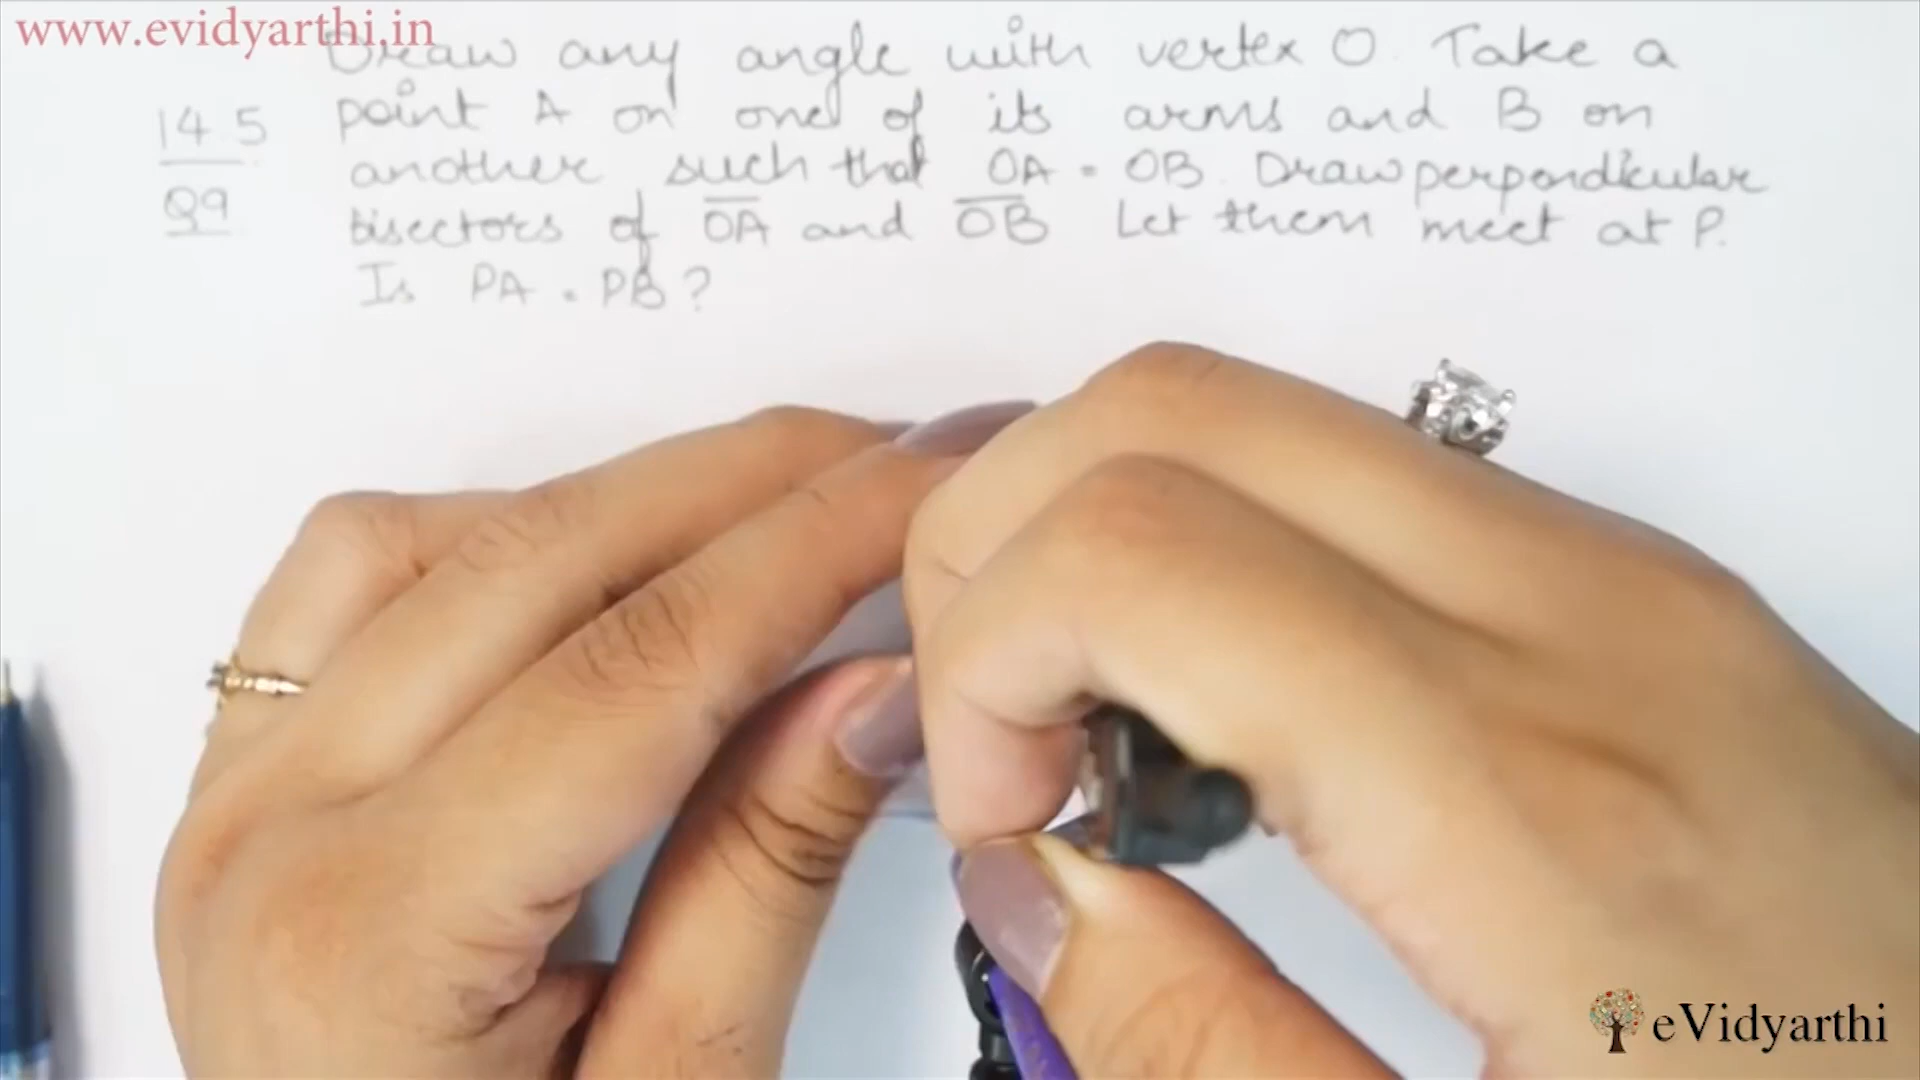 www.evidyarthi.in
Draw any angle with vertex O. Take a
14.5 point A on one of its arms and B on
another such that OA = OB. Draw perpendicular
Q9 bisectors of OA and OB Let them meet at P.
Is PA = PB?
eVidyarthi